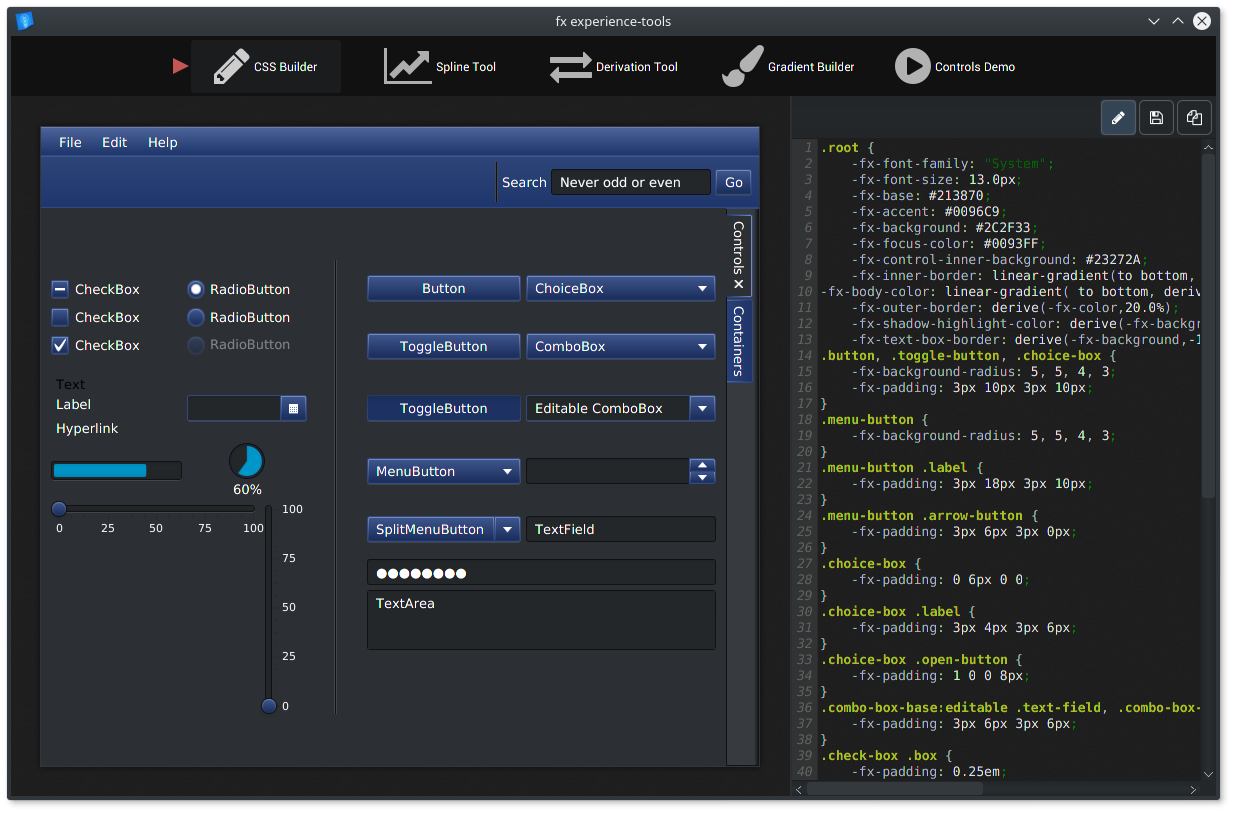 fx experience-tools
CSS Builder
Spline Tool
Derivation Tool
Gradient Builder
Controls Demo
File Edit Help
Search Never odd or even Go
Controls
Containers
CheckBox RadioButton
CheckBox RadioButton
CheckBox RadioButton
Text
Label
Hyperlink
60%
0 25 50 75 100
100
75
50
25
0
Button ChoiceBox
ToggleButton ComboBox
ToggleButton Editable ComboBox
MenuButton
SplitMenuButton TextField
TextArea
1 .root {
2 -fx-font-family: "System";
3 -fx-font-size: 13.0px;
4 -fx-base: #213870;
5 -fx-accent: #0096C9;
6 -fx-background: #2C2F33;
7 -fx-focus-color: #0093FF;
8 -fx-control-inner-background: #23272A;
9 -fx-inner-border: linear-gradient(to bottom,
10 -fx-body-color: linear-gradient( to bottom, deriv
11 -fx-outer-border: derive(-fx-color,20.0%);
12 -fx-shadow-highlight-color: derive(-fx-backgr
13 -fx-text-box-border: derive(-fx-background,-1
14 .button, .toggle-button, .choice-box {
15 -fx-background-radius: 5, 5, 4, 3;
16 -fx-padding: 3px 10px 3px 10px;
17 }
18 .menu-button {
19 -fx-background-radius: 5, 5, 4, 3;
20 }
21 .menu-button .label {
22 -fx-padding: 3px 18px 3px 10px;
23 }
24 .menu-button .arrow-button {
25 -fx-padding: 3px 6px 3px 0px;
26 }
27 .choice-box {
28 -fx-padding: 0 6px 0 0;
29 }
30 .choice-box .label {
31 -fx-padding: 3px 4px 3px 6px;
32 }
33 .choice-box .open-button {
34 -fx-padding: 1 0 0 8px;
35 }
36 .combo-box-base:editable .text-field, .combo-box-
37 -fx-padding: 3px 6px 3px 6px;
38 }
39 .check-box .box {
40 -fx-padding: 0.25em;